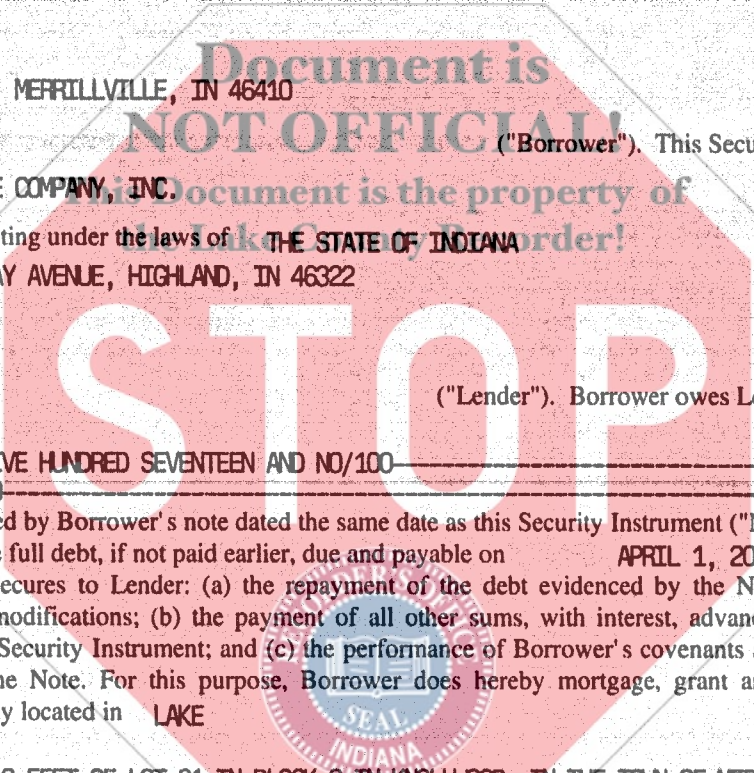 Document is
MERRILLVILLE, IN 46410
NOT OFFICIAL!
("Borrower"). This Secu
E COMPANY, INC.
This Document is the property of
ting under the laws of THE STATE OF INDIANA
the Lake County Recorder!
AY AVENUE, HIGHLAND, IN 46322
STOP
("Lender"). Borrower owes L
VE HUNDRED SEVENTEEN AND NO/100
ed by Borrower's note dated the same date as this Security Instrument ("
full debt, if not paid earlier, due and payable on APRIL 1, 20
ecures to Lender: (a) the repayment of the debt evidenced by the N
modifications; (b) the payment of all other sums, with interest, advan
Security Instrument; and (c) the performance of Borrower's covenants
ne Note. For this purpose, Borrower does hereby mortgage, grant a
y located in LAKE
SEAL
INDIANA